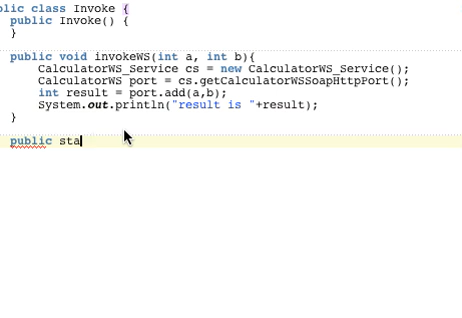 blic class Invoke {
public Invoke() {
}
public void invokeWS(int a, int b){
CalculatorWS_Service cs = new CalculatorWS_Service();
CalculatorWS port = cs.getCalculatorWSSoapHttpPort();
int result = port.add(a,b);
System.out.println("result is "+result);
}
public sta